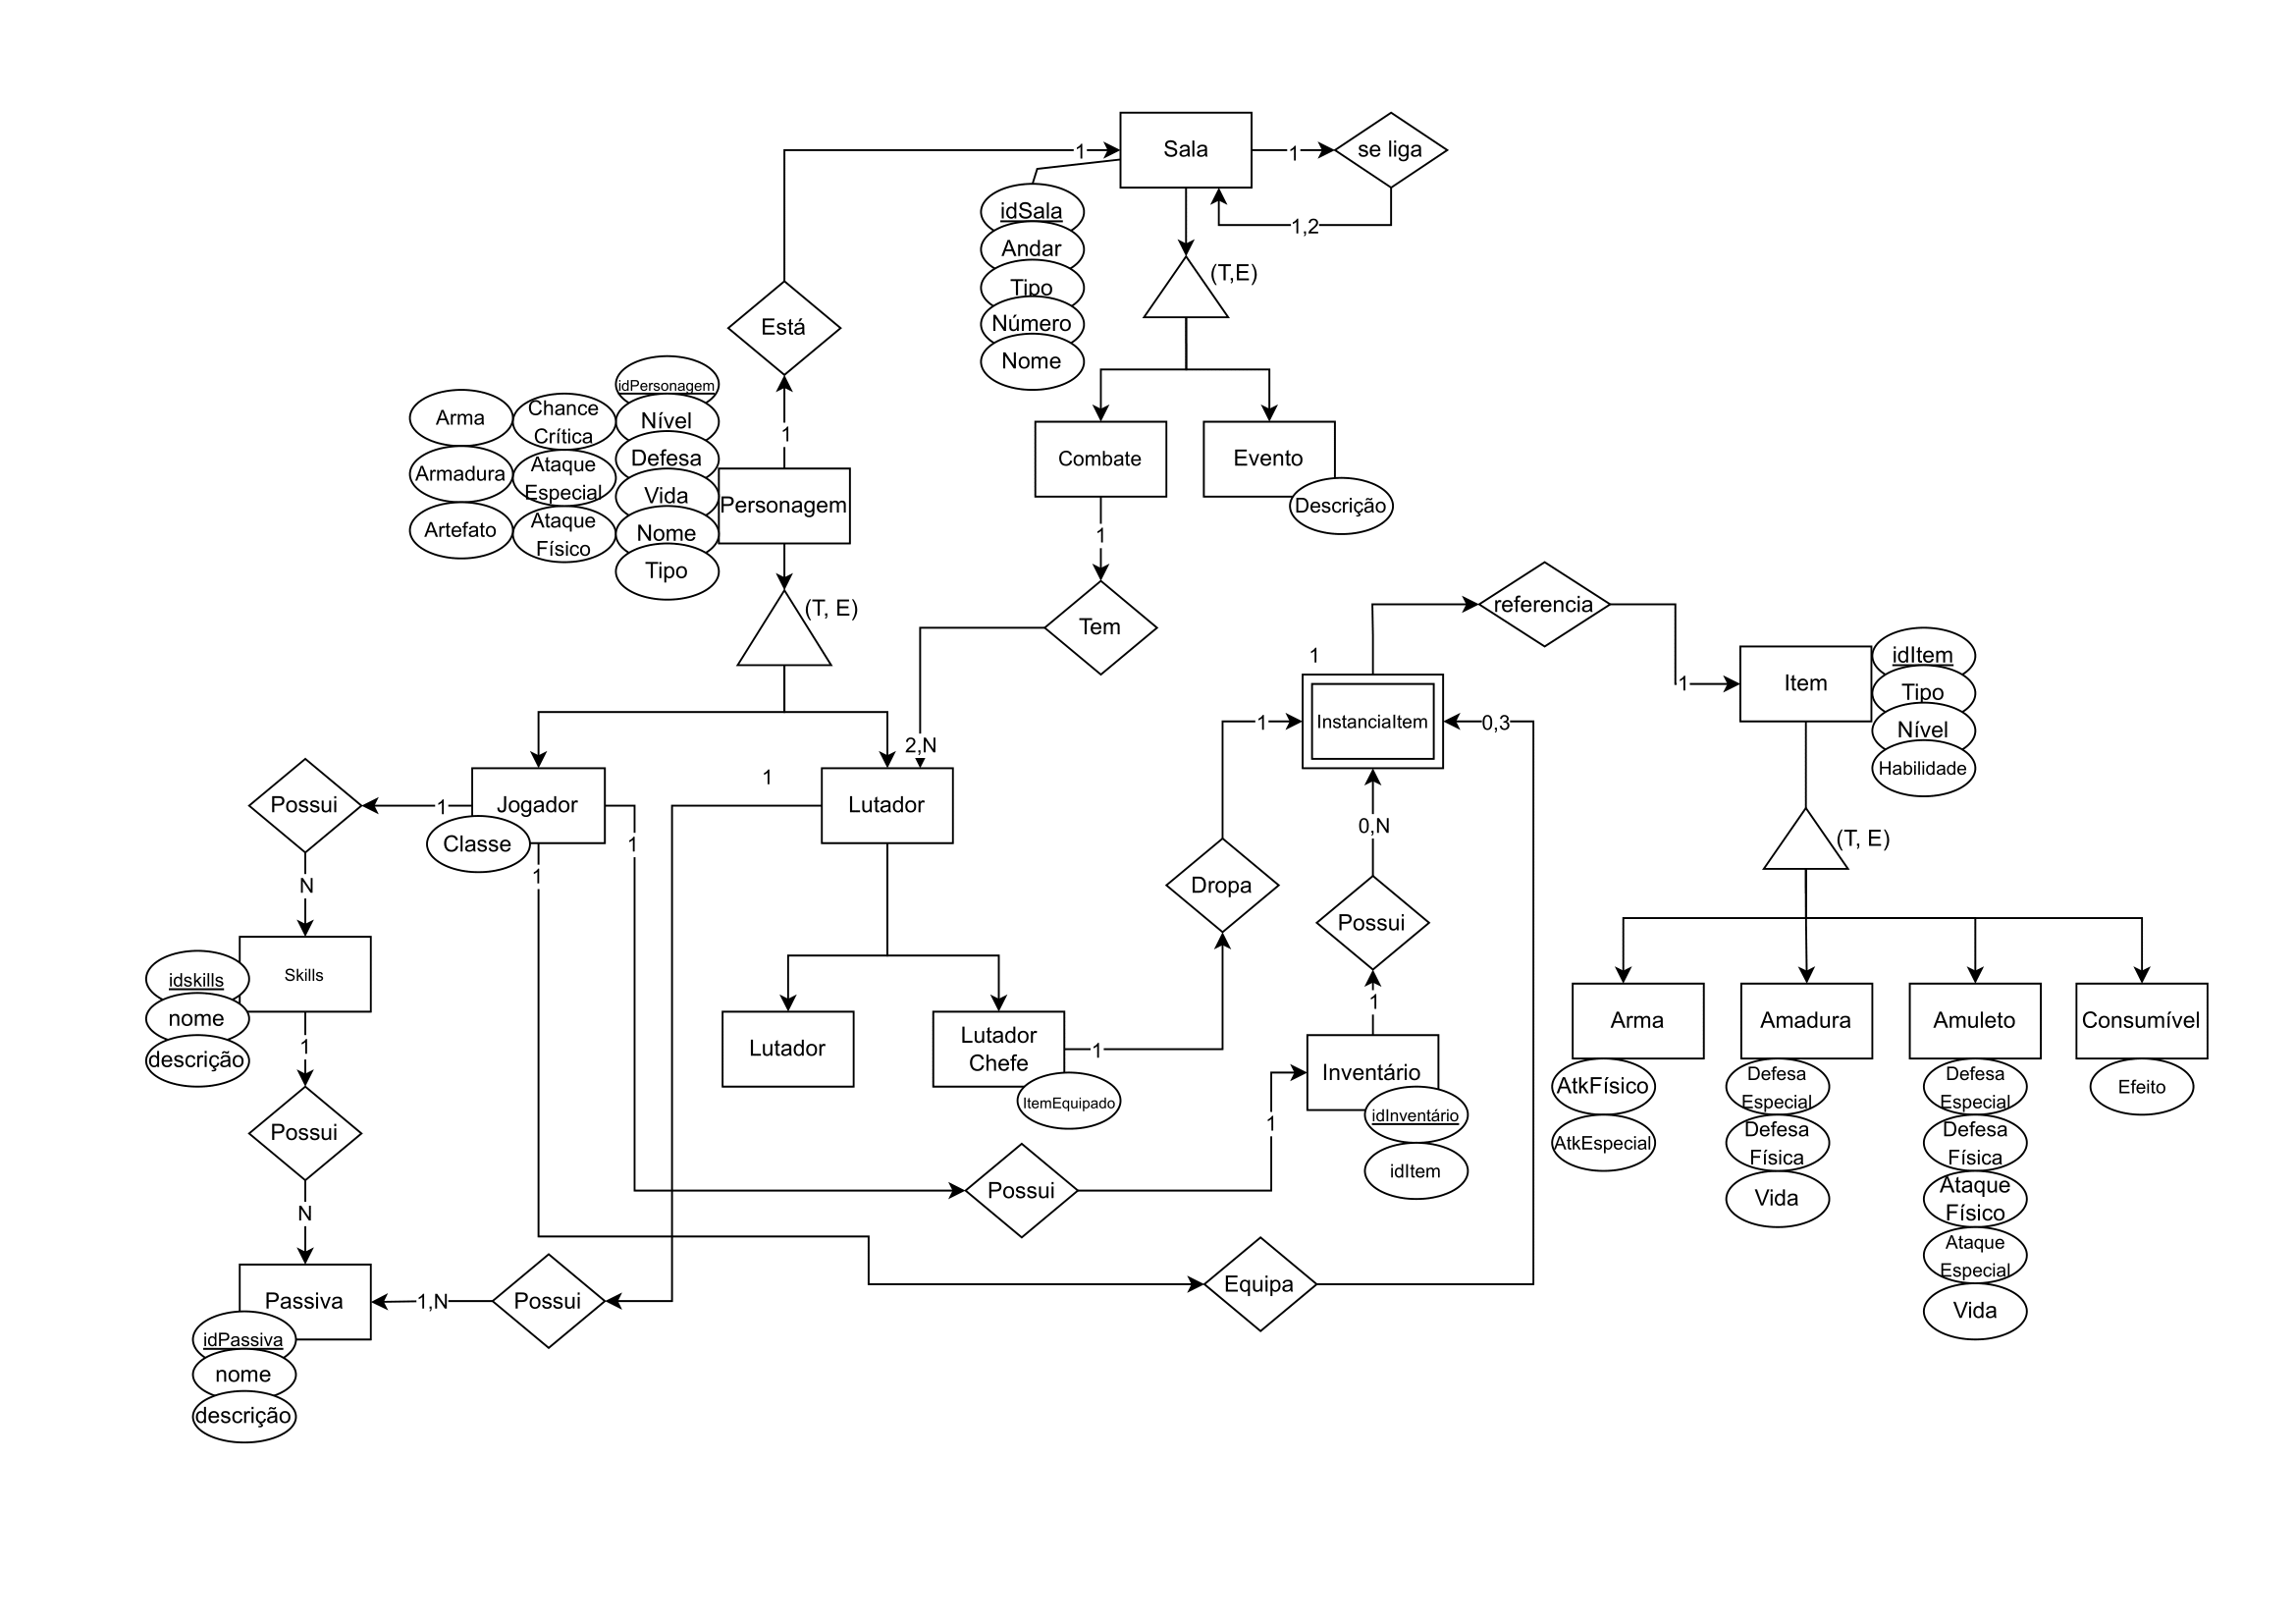 Sala
1
1
se liga
idSala
1,2
Andar
(T,E)
Tipo
Número
Está
Nome
idPersonagem
Arma
Chance
Crítica
Nível
1
Combate
Evento
Defesa
Ataque
Especial
Armadura
Vida
Personagem
Descrição
Ataque
Físico
Artefato
Nome
1
Tipo
(T, E)
referencia
Tem
1
idItem
1
Item
Tipo
InstanciaItem
1
0,3
Nível
2,N
1
Habilidade
Possui
1
Jogador
Lutador
0,N
(T, E)
Classe
1
1
N
Dropa
Possui
idskills
Skills
1
Arma
Amadura
Amuleto
Consumível
nome
Lutador
Lutador
Chefe
1
descrição
1
Inventário
AtkFísico
Defesa
Especial
Defesa
Especial
Efeito
ItemEquipado
idInventário
1
Possui
AtkEspecial
Defesa
Física
Defesa
Física
idItem
Possui
Vida
Ataque
Físico
N
Ataque
Especial
Passiva
1,N
Possui
Equipa
Vida
idPassiva
nome
descrição